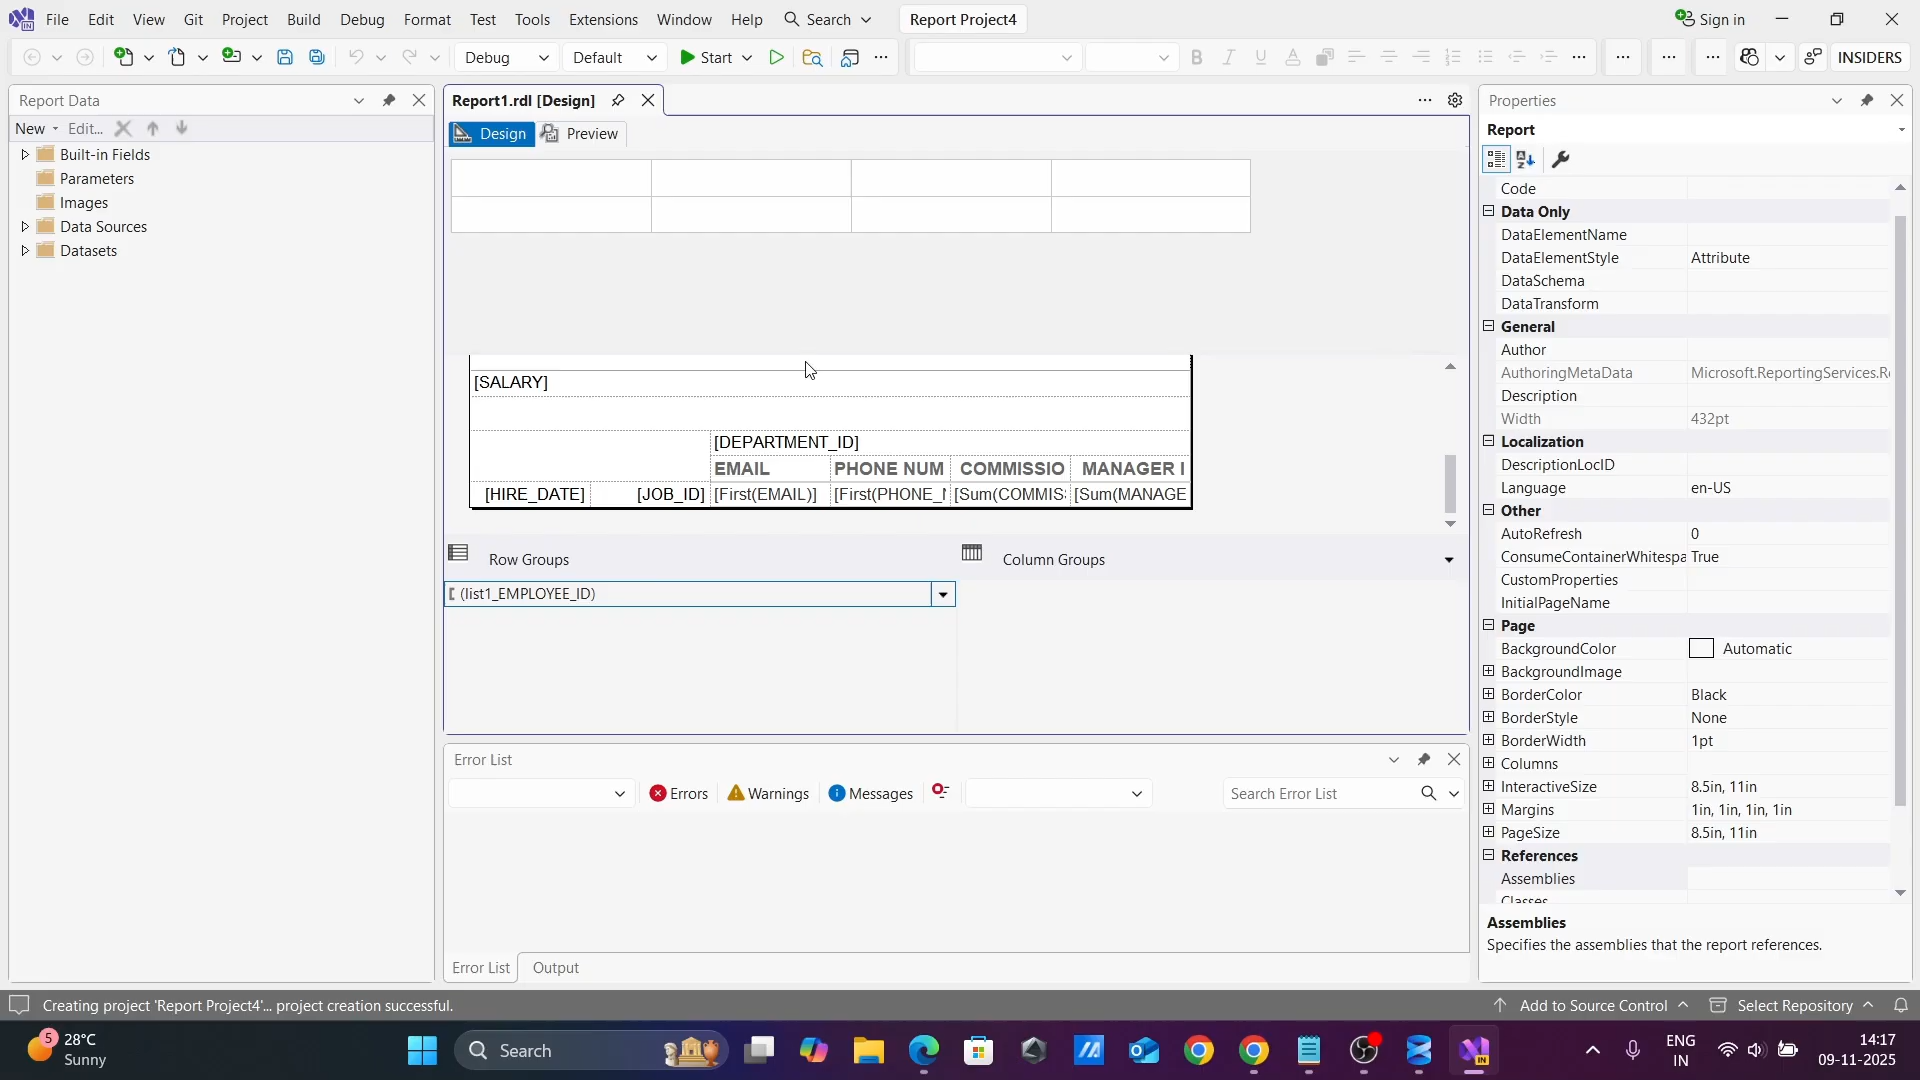 File Edit View Git Project Build Debug Format Test Tools Extensions Window Help Search Report Project4 Sign in
Debug Default Start INSIDERS
Report Data
New Edit...
Built-in Fields
Parameters
Images
Data Sources
Datasets
Report1.rdl [Design]
Design Preview
[SALARY]
[DEPARTMENT_ID]
EMAIL PHONE NUM COMMISSIO MANAGER I
[HIRE_DATE] [JOB_ID] [First(EMAIL)] [First(PHONE_N [Sum(COMMIS: [Sum(MANAGE
Row Groups Column Groups
(list1_EMPLOYEE_ID)
Error List
Errors Warnings Messages Search Error List
Error List Output
Properties
Report
Code
Data Only
DataElementName
DataElementStyle Attribute
DataSchema
DataTransform
General
Author
AuthoringMetaData Microsoft.ReportingServices.R
Description
Width 432pt
Localization
DescriptionLocID
Language en-US
Other
AutoRefresh 0
ConsumeContainerWhitespa True
CustomProperties
InitialPageName
Page
BackgroundColor Automatic
BackgroundImage
BorderColor Black
BorderStyle None
BorderWidth 1pt
Columns
InteractiveSize 8.5in, 11in
Margins 1in, 1in, 1in, 1in
PageSize 8.5in, 11in
References
Assemblies
Classes
Assemblies
Specifies the assemblies that the report references.
Creating project 'Report Project4'... project creation successful. Add to Source Control Select Repository
5 28°C
Sunny
Search
ENG
IN
14:17
09-11-2025